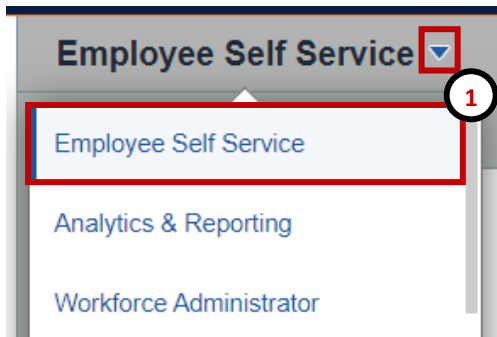 Employee Self Service
1
Employee Self Service
Analytics & Reporting
Workforce Administrator